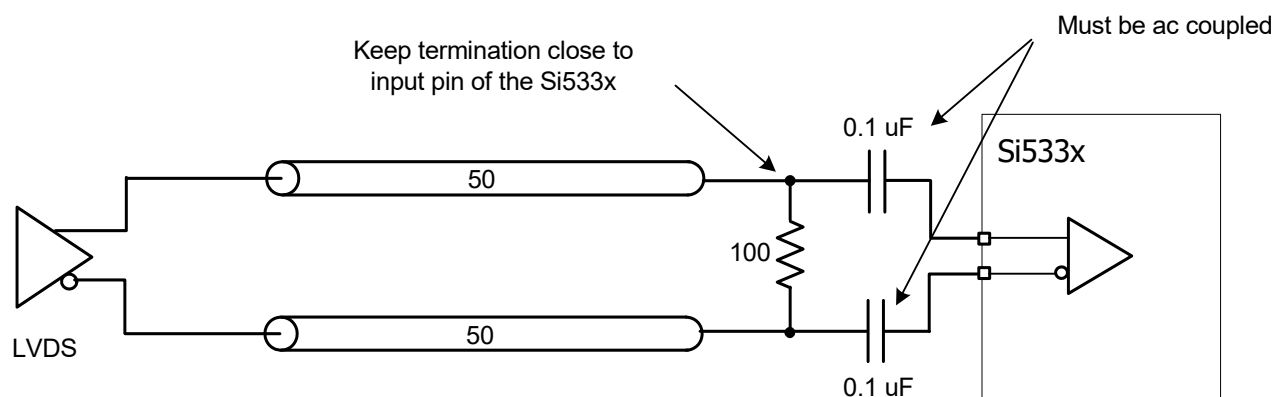 Must be ac coupled
Keep termination close to
input pin of the Si533x
0.1 uF
Si533x
50
100
50
LVDS
0.1 uF